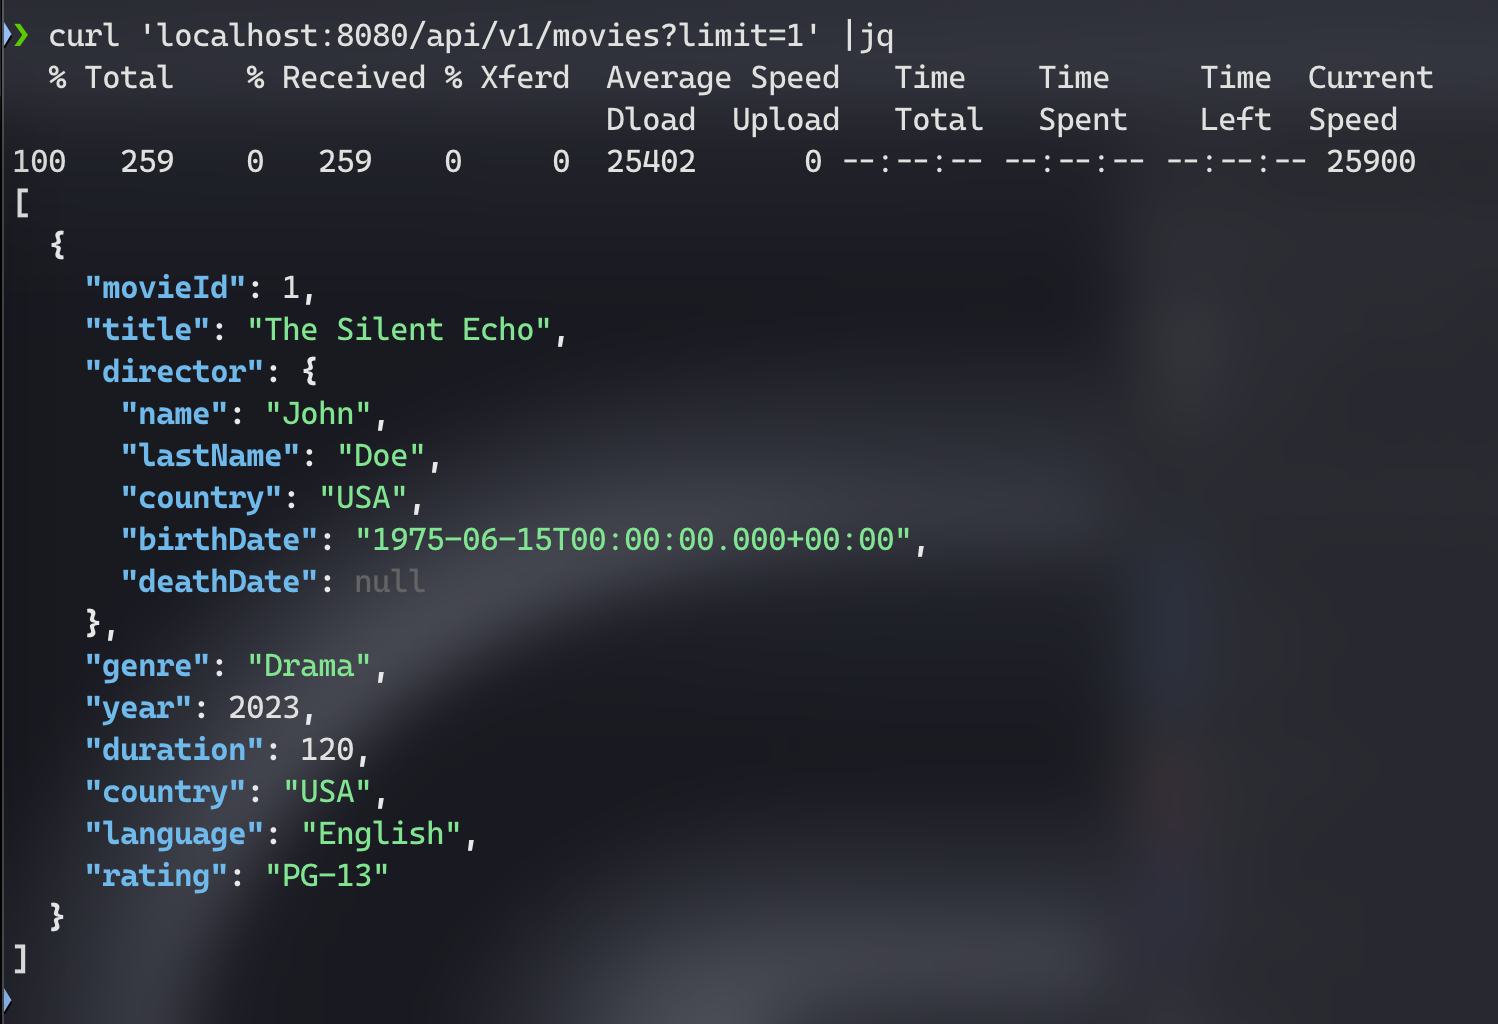 ❯ curl 'localhost:8080/api/v1/movies?limit=1' |jq
  % Total    % Received % Xferd  Average Speed   Time    Time     Time  Current
                                 Dload  Upload   Total   Spent    Left  Speed
100   259    0   259    0     0  25402      0 --:--:-- --:--:-- --:--:-- 25900
[
  {
    "movieId": 1,
    "title": "The Silent Echo",
    "director": {
      "name": "John",
      "lastName": "Doe",
      "country": "USA",
      "birthDate": "1975-06-15T00:00:00.000+00:00",
      "deathDate": null
    },
    "genre": "Drama",
    "year": 2023,
    "duration": 120,
    "country": "USA",
    "language": "English",
    "rating": "PG-13"
  }
]